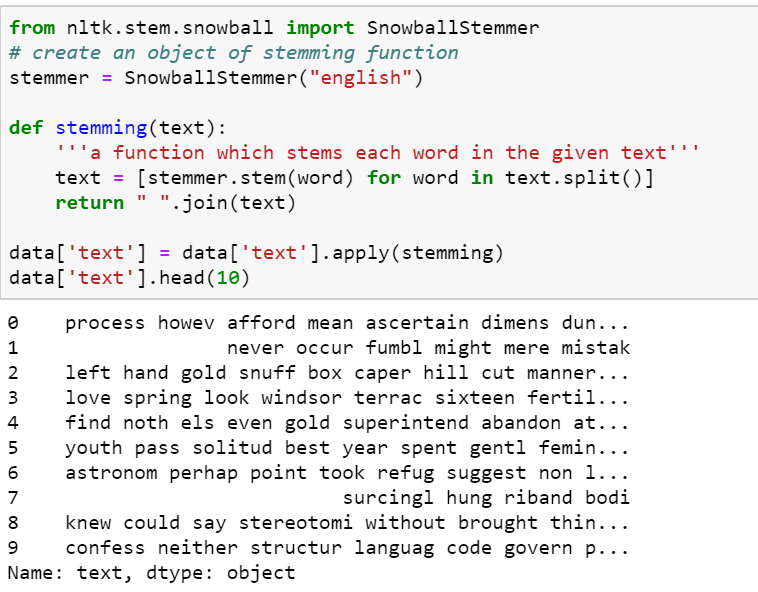 from nltk.stem.snowball import SnowballStemmer
# create an object of stemming function
stemmer = SnowballStemmer("english")

def stemming(text):
    '''a function which stems each word in the given text'''
    text = [stemmer.stem(word) for word in text.split()]
    return " ".join(text)

data['text'] = data['text'].apply(stemming)
data['text'].head(10)
0    process howev afford mean ascertain dimens dun...
1                  never occur fumbl might mere mistak
2    left hand gold snuff box caper hill cut manner...
3    love spring look windsor terrac sixteen fertil...
4    find noth els even gold superintend abandon at...
5    youth pass solitud best year spent gentl femin...
6    astronom perhap point took refug suggest non l...
7                            surcingl hung riband bodi
8    knew could say stereotomi without brought thin...
9    confess neither structur languag code govern p...
Name: text, dtype: object